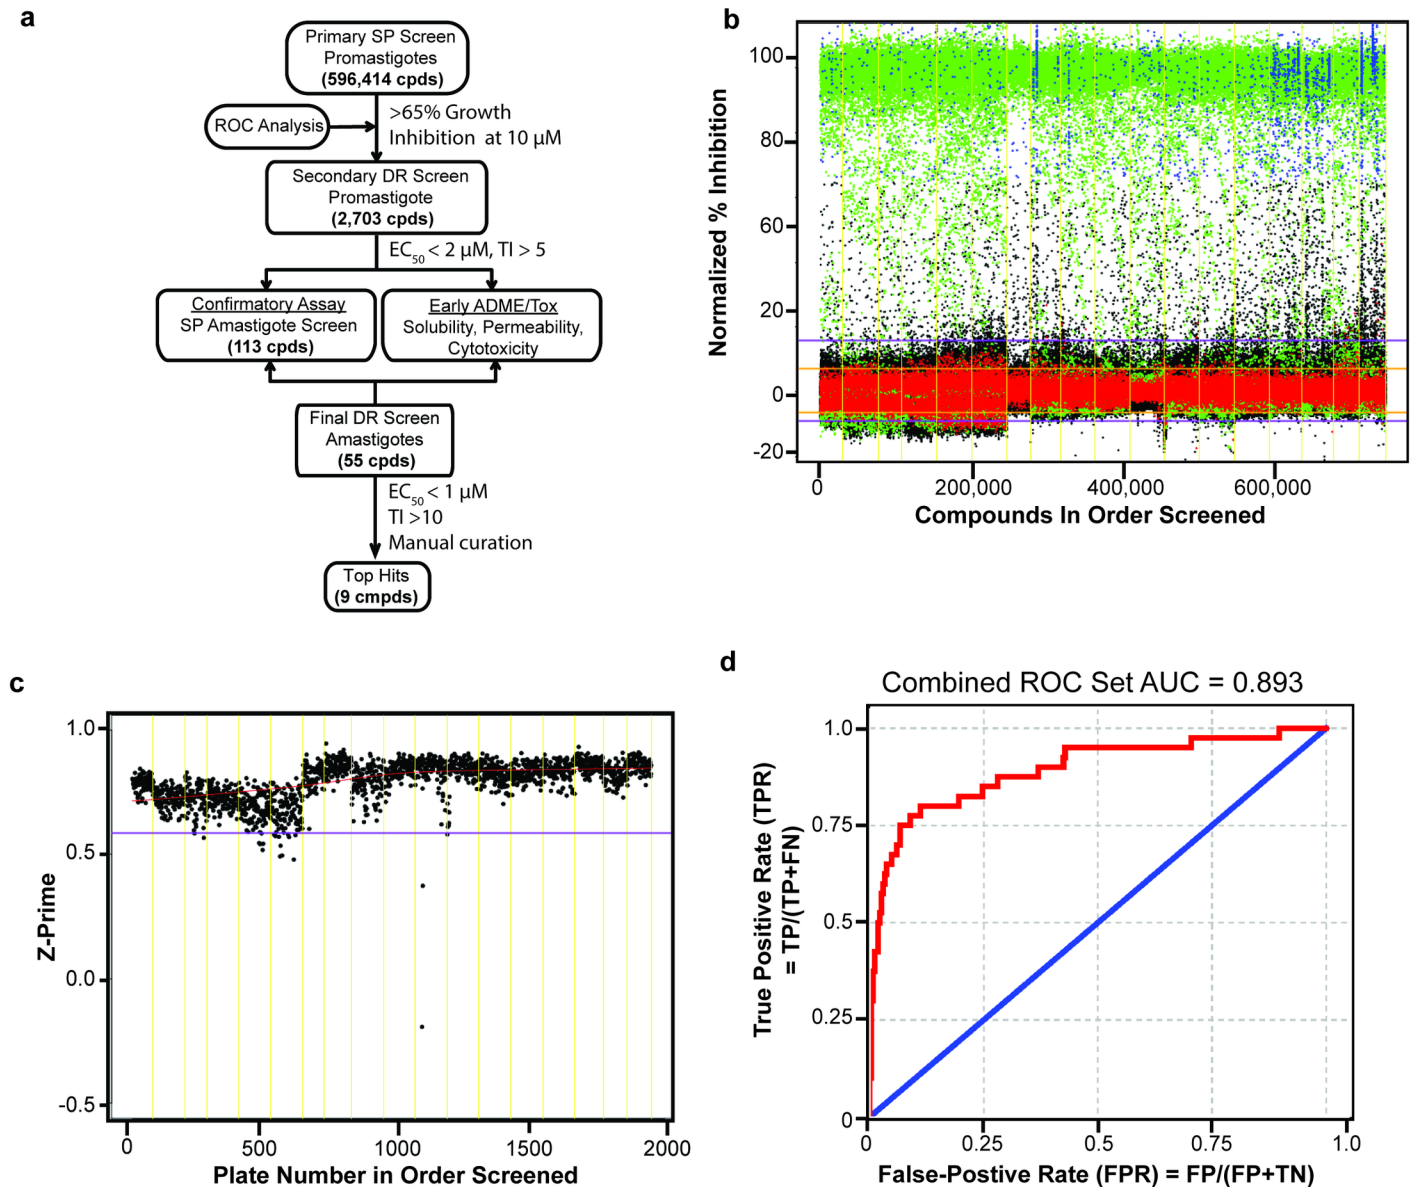 a
Primary SP Screen
Promastigotes
(596,414 cpds)
ROC Analysis
>65% Growth
Inhibition at 10 µM
Secondary DR Screen
Promastigote
(2,703 cpds)
EC50 < 2 µM, TI > 5
Confirmatory Assay
SP Amastigote Screen
(113 cpds)
Early ADME/Tox
Solubility, Permeability,
Cytotoxicity
Final DR Screen
Amastigotes
(55 cpds)
EC50 < 1 µM
TI >10
Manual curation
Top Hits
(9 cmpds)
b
Normalized % Inhibition
100
80
60
20
0
-20
0
200,000
400,000
600,000
Compounds In Order Screened
c
Z-Prime
1.0
0.5
0.0
-0.5
0
500
1000
1500
2000
Plate Number in Order Screened
d
Combined ROC Set AUC = 0.893
True Positive Rate (TPR)
= TP/(TP+FN)
1.0
0.75
0.5
0.25
0
0
0.25
0.5
0.75
1.0
False-Postive Rate (FPR) = FP/(FP+TN)